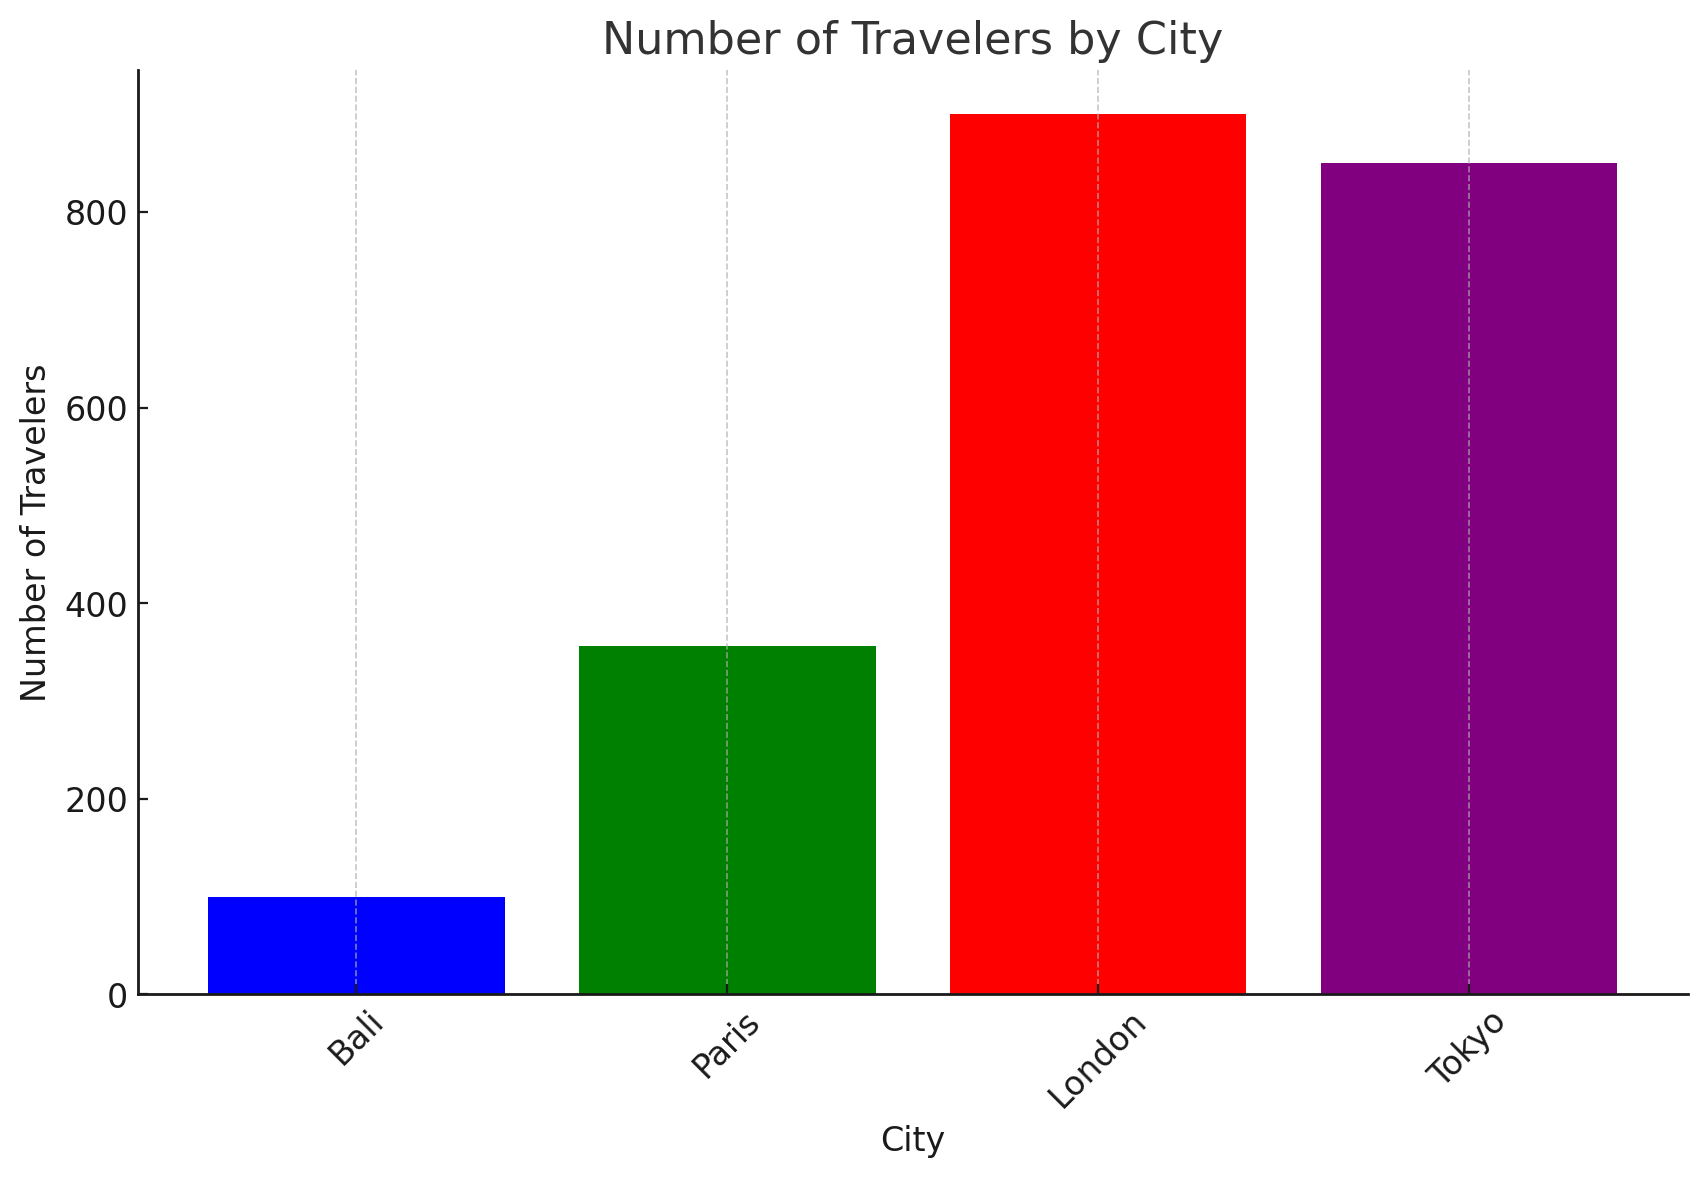 Number of Travelers by City
Number of Travelers
800
600
400
200
0
Bali
Paris
London
Tokyo
City